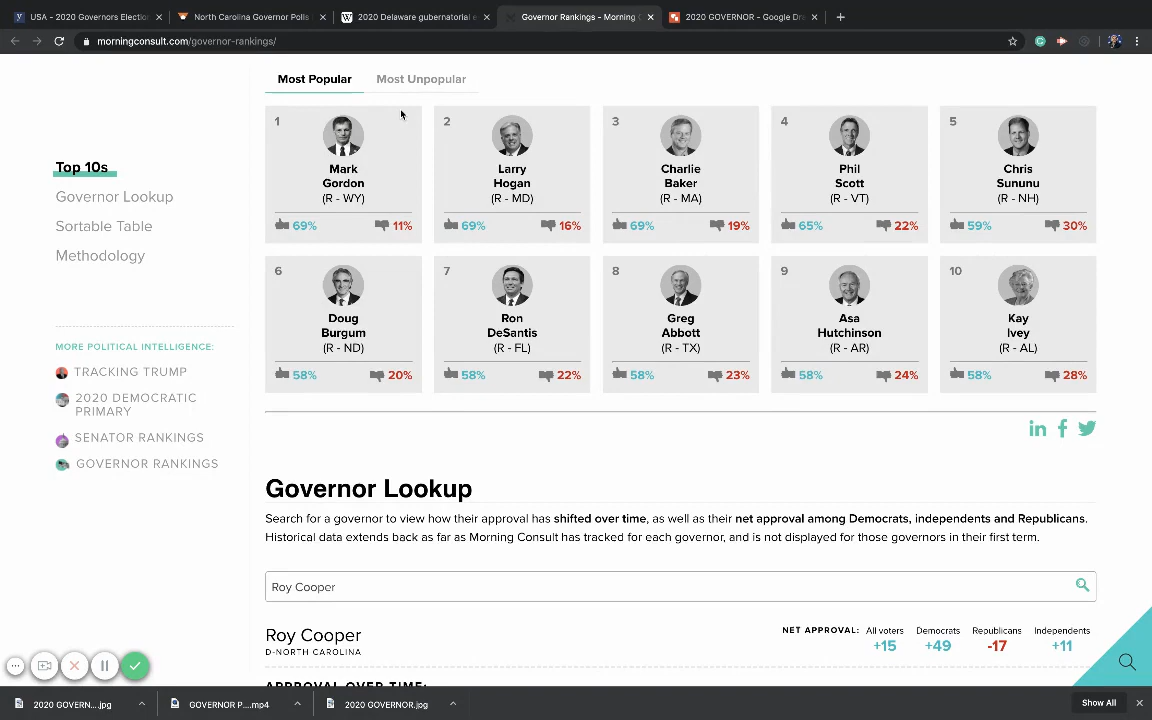 USA - 2020 Governors Electio
North Carolina Governor Polls
2020 Delaware gubernatorial e
Governor Rankings - Morning C
2020 GOVERNOR - Google Dra
morningconsult.com/governor-rankings/
Most Popular
Most Unpopular
Top 10s
Governor Lookup
Sortable Table
Methodology
MORE POLITICAL INTELLIGENCE:
TRACKING TRUMP
2020 DEMOCRATIC
PRIMARY
SENATOR RANKINGS
GOVERNOR RANKINGS
1
Mark
Gordon
(R - WY)
69%
11%
2
Larry
Hogan
(R - MD)
69%
16%
3
Charlie
Baker
(R - MA)
69%
19%
4
Phil
Scott
(R - VT)
65%
22%
5
Chris
Sununu
(R - NH)
59%
30%
6
Doug
Burgum
(R - ND)
58%
20%
7
Ron
DeSantis
(R - FL)
58%
22%
8
Greg
Abbott
(R - TX)
58%
23%
9
Asa
Hutchinson
(R - AR)
58%
24%
10
Kay
Ivey
(R - AL)
58%
28%
Governor Lookup
Search for a governor to view how their approval has shifted over time, as well as their net approval among Democrats, independents and Republicans.
Historical data extends back as far as Morning Consult has tracked for each governor, and is not displayed for those governors in their first term.
Roy Cooper
Roy Cooper
D-NORTH CAROLINA
NET APPROVAL:
All voters
+15
Democrats
+49
Republicans
-17
Independents
+11
APPROVAL OVER TIME:
2020 GOVERN....jpg
GOVERNOR P....mp4
2020 GOVERNOR.jpg
Show All